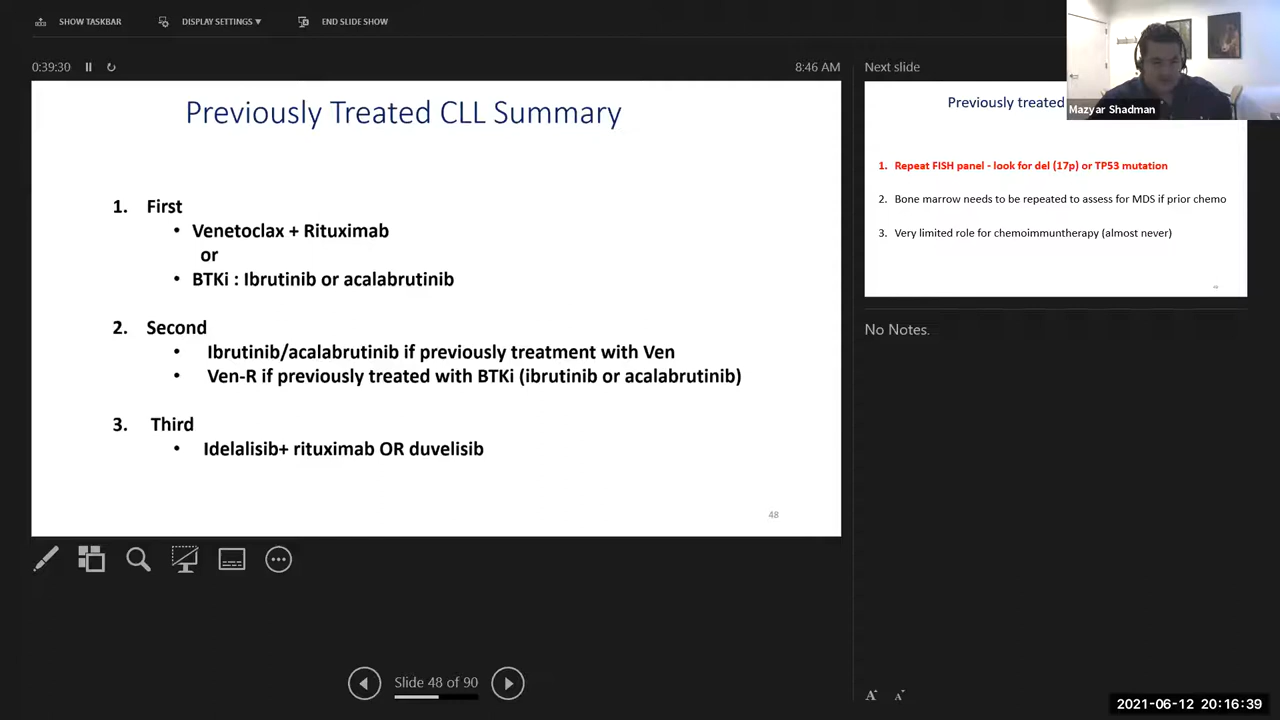 SHOW TASKBAR
DISPLAY SETTINGS ▼
END SLIDE SHOW
0:39:30
8:46 AM
Previously Treated CLL Summary
1. First
• Venetoclax + Rituximab
or
• BTKi : Ibrutinib or acalabrutinib
2. Second
• Ibrutinib/acalabrutinib if previously treatment with Ven
• Ven-R if previously treated with BTKi (ibrutinib or acalabrutinib)
3. Third
• Idelalisib+ rituximab OR duvelisib
48
Slide 48 of 90
Next slide
Mazyar Shadman
Previously treated
1. Repeat FISH panel - look for del (17p) or TP53 mutation
2. Bone marrow needs to be repeated to assess for MDS if prior chemo
3. Very limited role for chemoimmuntherapy (almost never)
No Notes.
A A
2021-06-12 20:16:39